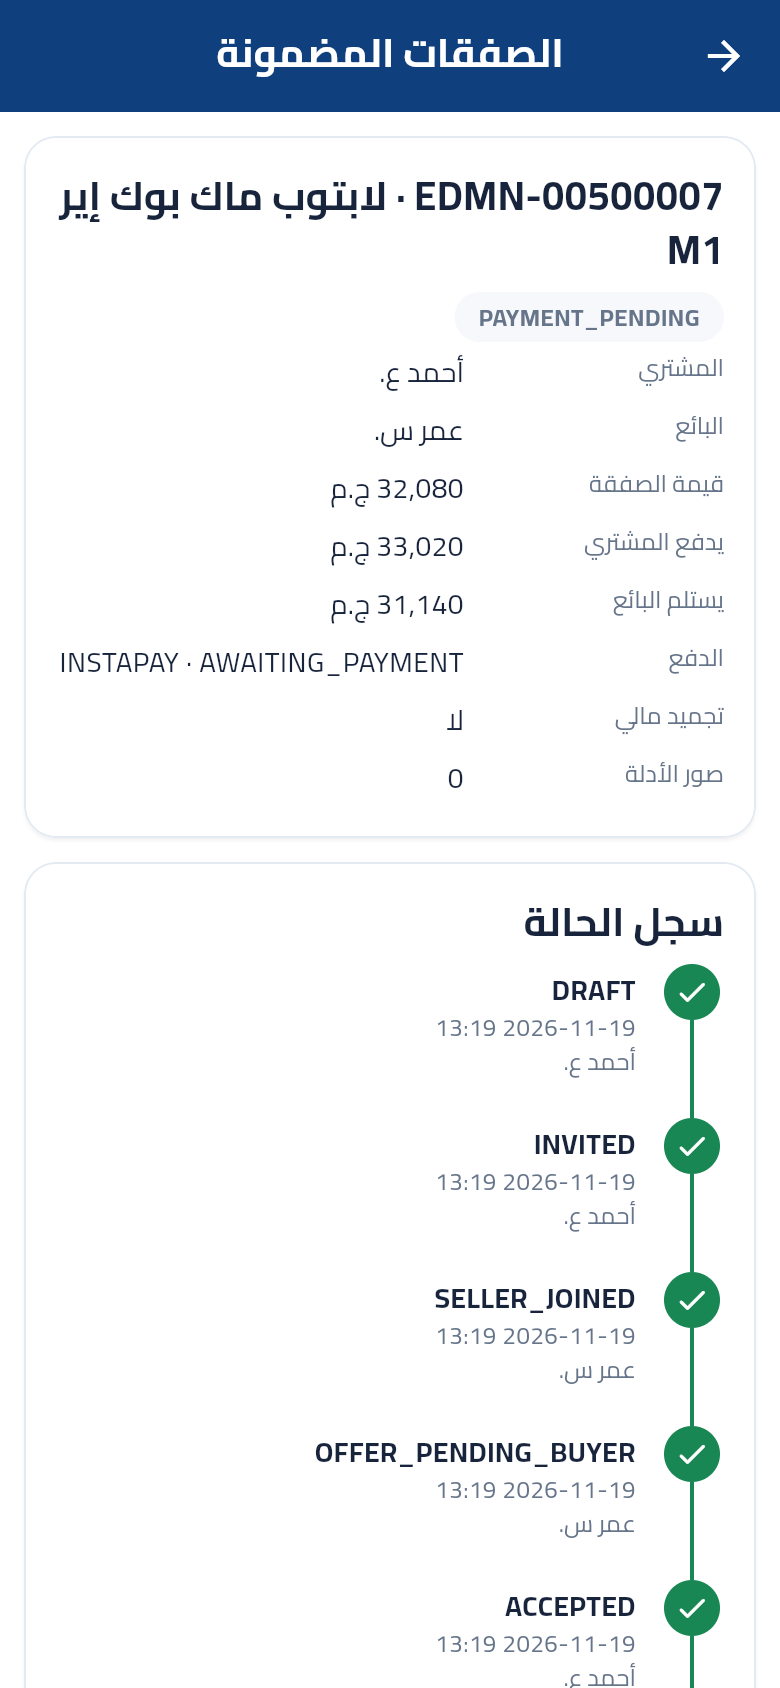 الصفقات المضمونة
EDMN-00500007 · لابتوب ماك بوك إير
M1
PAYMENT_PENDING
المشتري
أحمد ع.
البائع
عمر س.
قيمة الصفقة
32,080 ج.م
يدفع المشتري
33,020 ج.م
يستلم البائع
31,140 ج.م
الدفع
INSTAPAY · AWAITING_PAYMENT
تجميد مالي
لا
صور الأدلة
0
سجل الحالة
DRAFT
13:19 2026-11-19
أحمد ع.
INVITED
13:19 2026-11-19
أحمد ع.
SELLER_JOINED
13:19 2026-11-19
عمر س.
OFFER_PENDING_BUYER
13:19 2026-11-19
عمر س.
ACCEPTED
13:19 2026-11-19
أحمد ع.